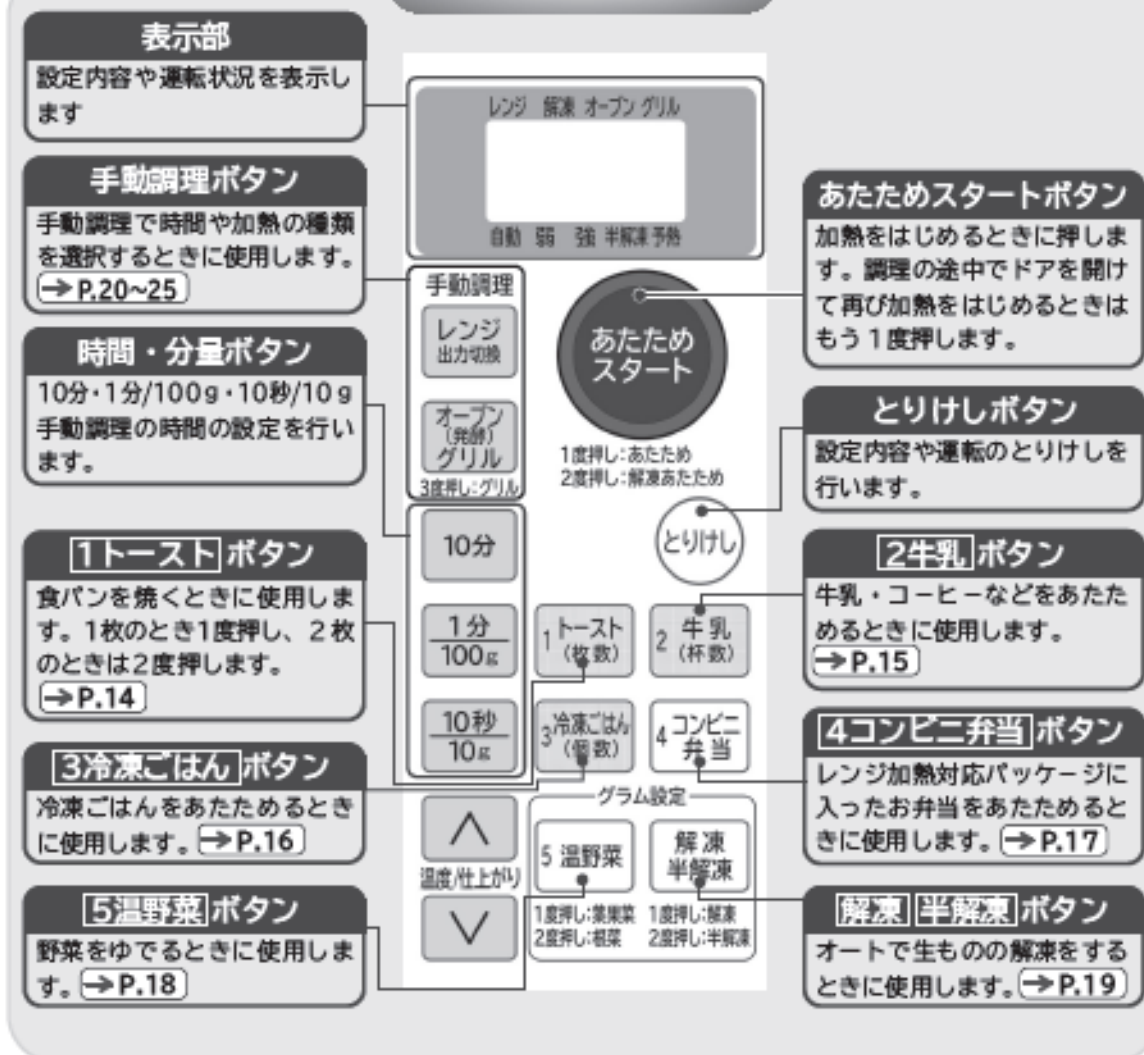 表示部
設定内容や運転状況を表示し
ます
手動調理ボタン
手動調理で時間や加熱の種類
を選択するときに使用します。
→P.20~25
時間・分量ボタン
10分・1分/100g・10秒/10g
手動調理の時間の設定を行い
ます。
1トースト ボタン
食パンを焼くときに使用しま
す。1枚のとき1度押し、2枚
のときは2度押します。
→P.14
3冷凍ごはん ボタン
冷凍ごはんをあたためるとき
に使用します。→P.16
5温野菜 ボタン
野菜をゆでるときに使用しま
す。→P.18
レンジ 解凍 オーブン グリル
自動 弱 強 半解凍 予熱
手動調理
レンジ
出力切換
オーブン
(発酵)
グリル
3度押し:グリル
あたため
スタート
1度押し:あたため
2度押し:解凍あたため
とりけし
10分
1分
100g
10秒
10g
1 トースト
(枚数)
2 牛乳
(杯数)
3 冷凍ごはん
(個数)
4 コンビニ
弁当
グラム設定
5 温野菜
解凍
半解凍
1度押し:葉果菜
2度押し:根菜
1度押し:解凍
2度押し:半解凍
温度/仕上がり
あたためスタートボタン
加熱をはじめるときに押しま
す。調理の途中でドアを開け
て再び加熱をはじめるときは
もう1度押します。
とりけしボタン
設定内容や運転のとりけしを
行います。
2牛乳 ボタン
牛乳・コーヒーなどをあたた
めるときに使用します。
→P.15
4コンビニ弁当 ボタン
レンジ加熱対応パッケージに
入ったお弁当をあたためると
きに使用します。→P.17
解凍 半解凍 ボタン
オートで生ものの解凍をする
ときに使用します。→P.19